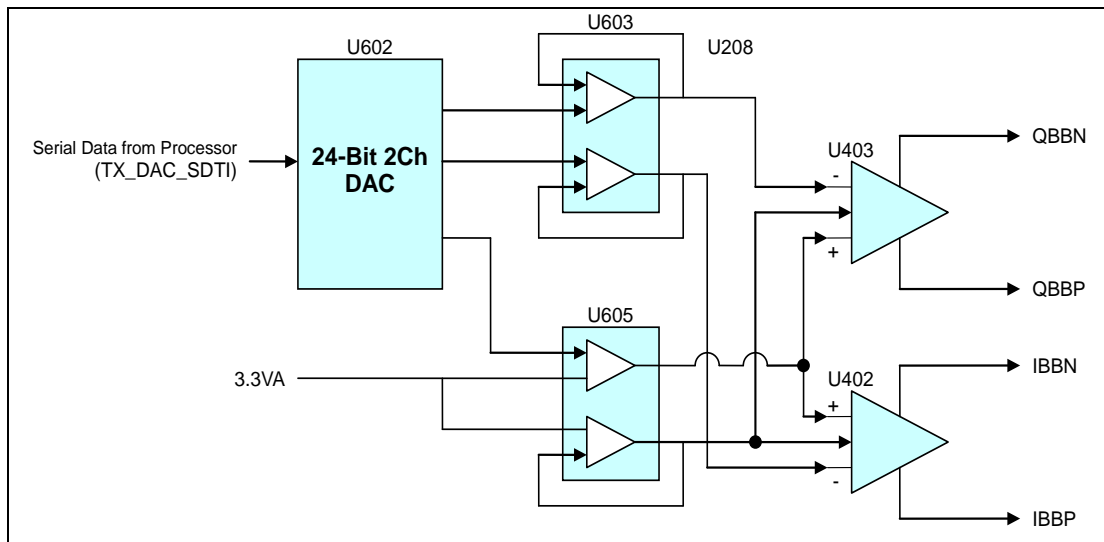 U603
U208
U602
Serial Data from Processor
(TX_DAC_SDTI)
24-Bit 2Ch
DAC
QBBN
U403
-
+
QBBP
U605
3.3VA
IBBN
U402
+
-
IBBP